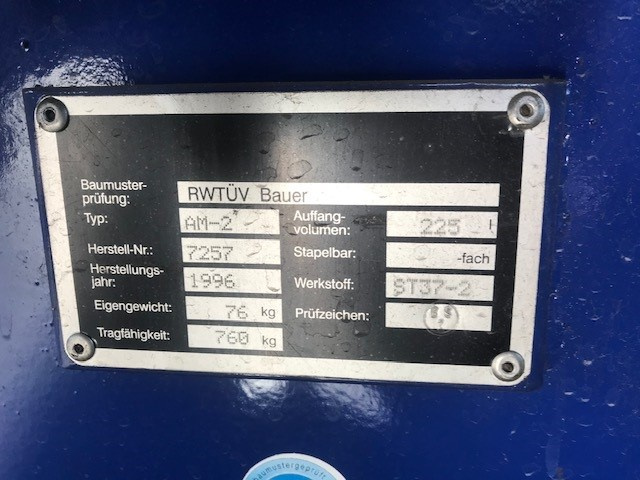 Baumuster-
prüfung: RWTÜV Bauer
Typ: AM-2
Auffang-
volumen: 225 l
Herstell-Nr.: 7257
Stapelbar: -fach
Herstellungs-
jahr: 1996
Werkstoff: ST37-2
Eigengewicht: 76 kg
Prüfzeichen:
Tragfähigkeit: 760 kg
baumustergeprüft